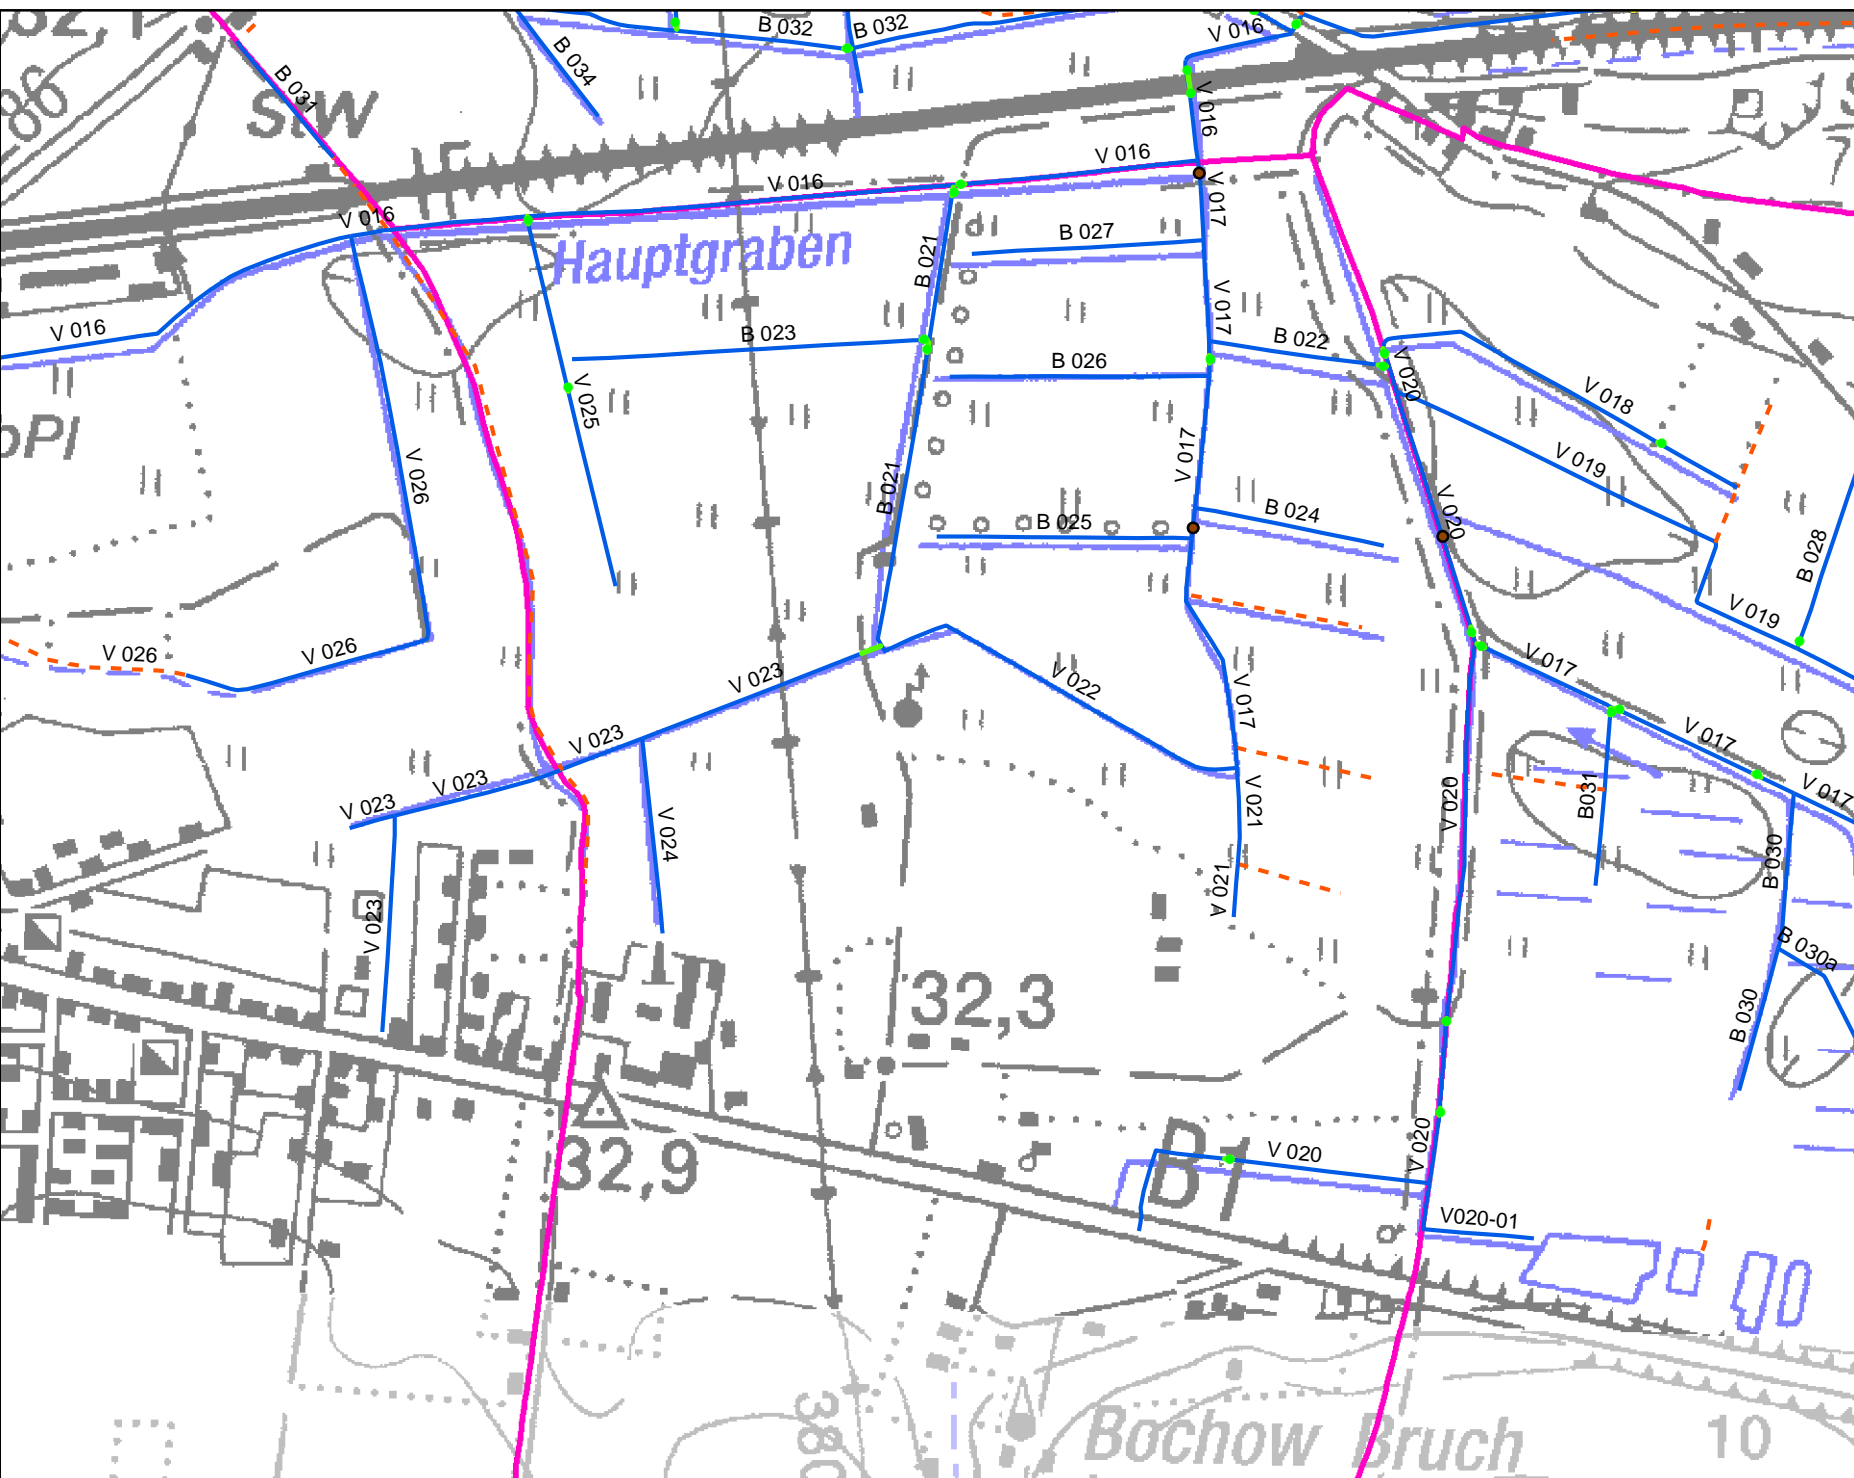 B 032
B 032
V 016
B 034
B 031
86
StW
V 016
V 016
V 016
V 016
V 017
Hauptgraben
B 021
B 027
V 016
B 023
V 017
B 022
B 026
V 020
V 018
V 025
V 026
B 021
V 017
V 019
B 024
B 025
V 020
B 028
V 019
V 026
V 026
V 023
V 022
V 017
V 017
V 017
V 017
V 023
V 023
V 023
V 024
V 021
V 020
B031
B 030
V 023
V 021
B 030a
B 030
32,3
32,9
B1
V 020
V 020
V020-01
Bochow Bruch
10